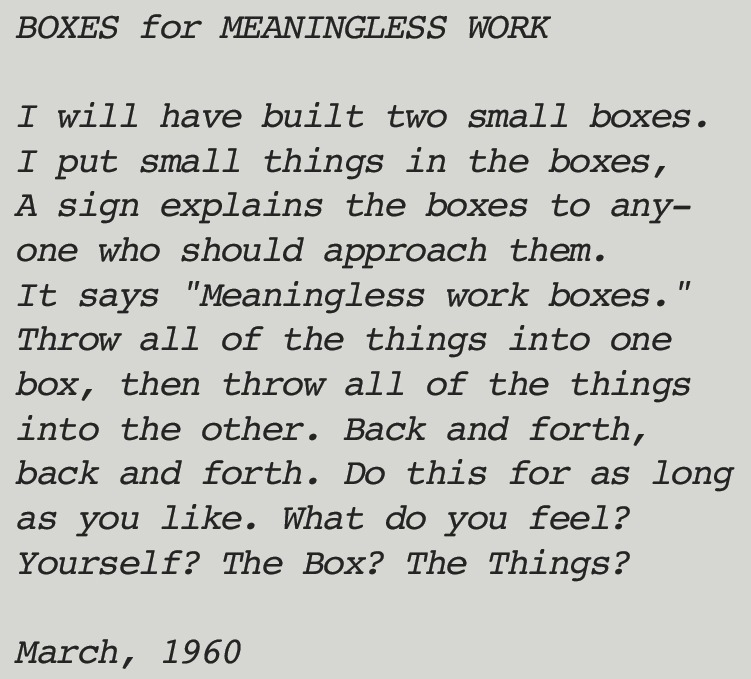 BOXES for MEANINGLESS WORK
I will have built two small boxes.
I put small things in the boxes,
A sign explains the boxes to any-
one who should approach them.
It says "Meaningless work boxes."
Throw all of the things into one
box, then throw all of the things
into the other. Back and forth,
back and forth. Do this for as long
as you like. What do you feel?
Yourself? The Box? The Things?
March, 1960